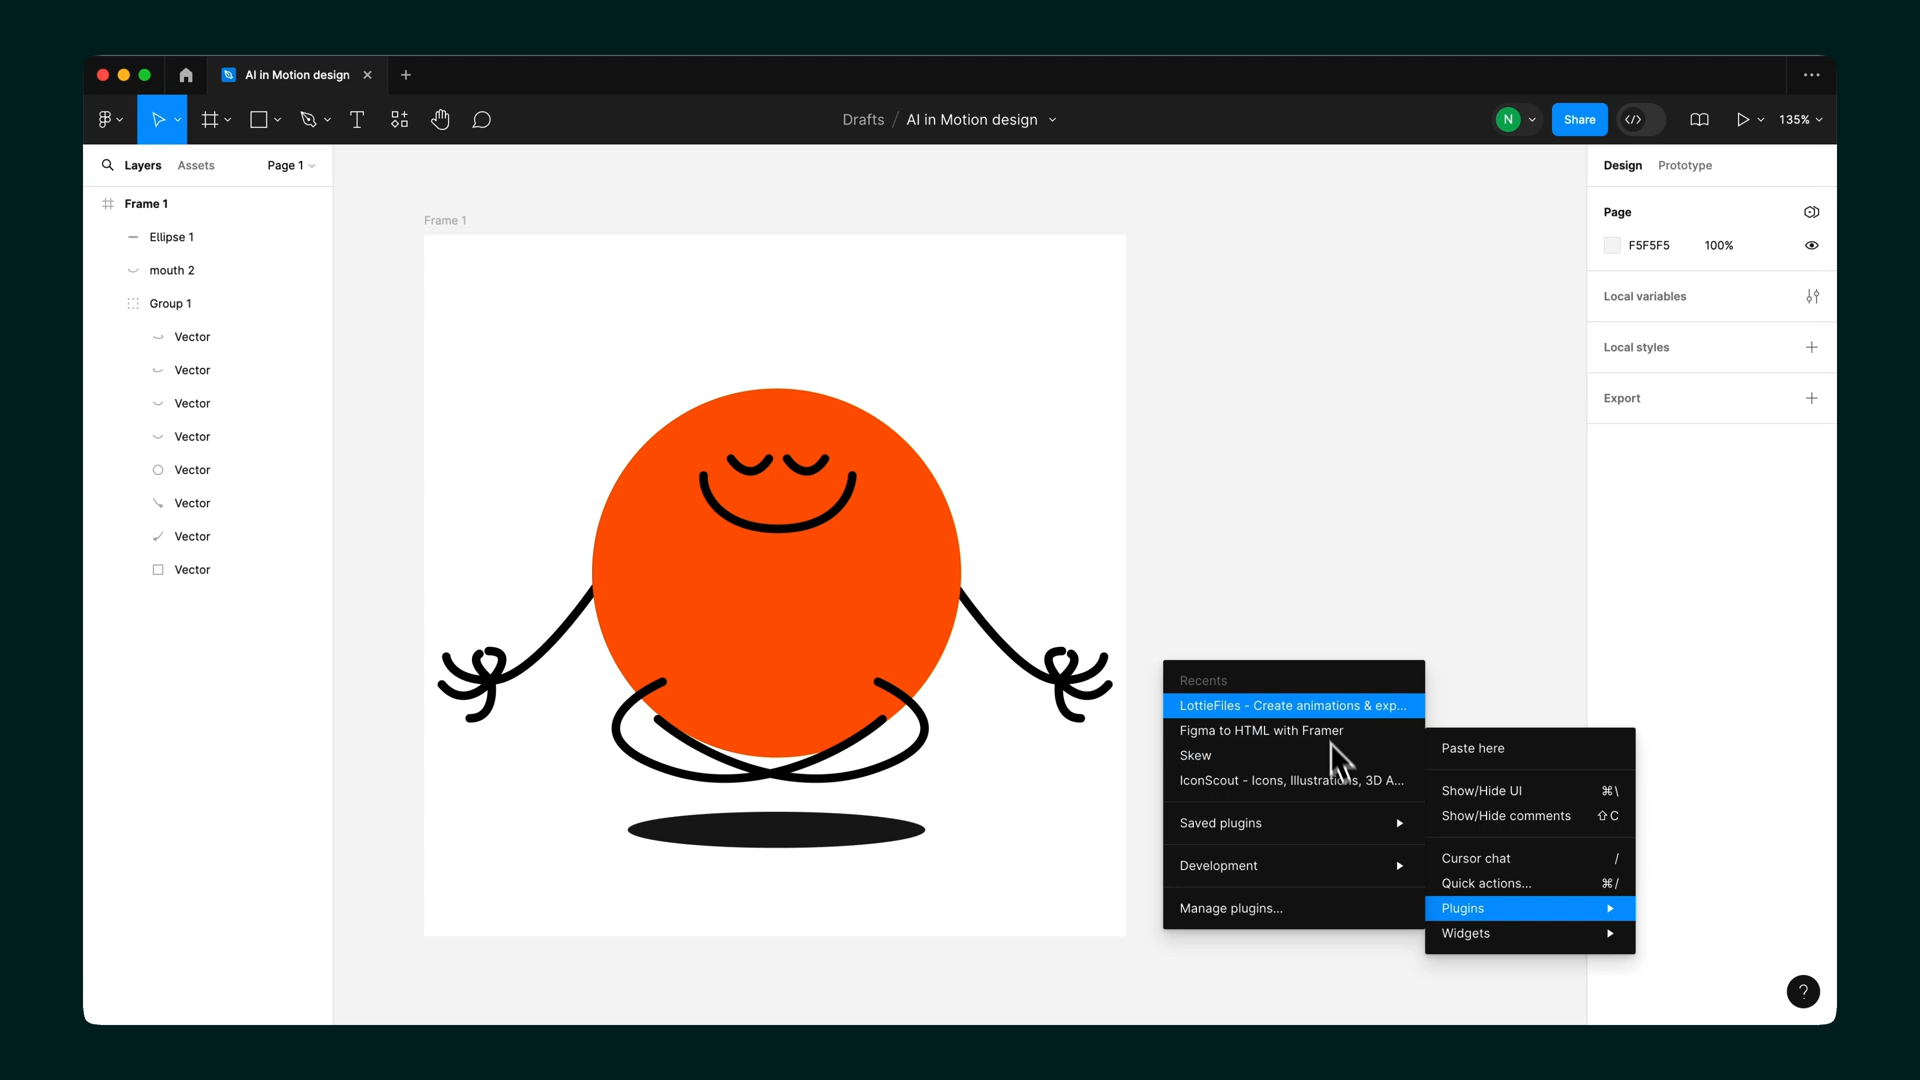 AI in Motion design
Drafts / AI in Motion design
N
Share
135%
Layers
Assets
Page 1
Frame 1
Ellipse 1
mouth 2
Group 1
Vector
Vector
Vector
Vector
Vector
Vector
Vector
Vector
Frame 1
Design
Prototype
Page
F5F5F5 100%
Local variables
Local styles
Export
Recents
LottieFiles - Create animations & exp...
Figma to HTML with Framer
Skew
IconScout - Icons, Illustrations, 3D A...
Saved plugins
Development
Manage plugins...
Paste here
Show/Hide UI ⌘\
Show/Hide comments ⇧C
Cursor chat /
Quick actions... ⌘/
Plugins
Widgets
?